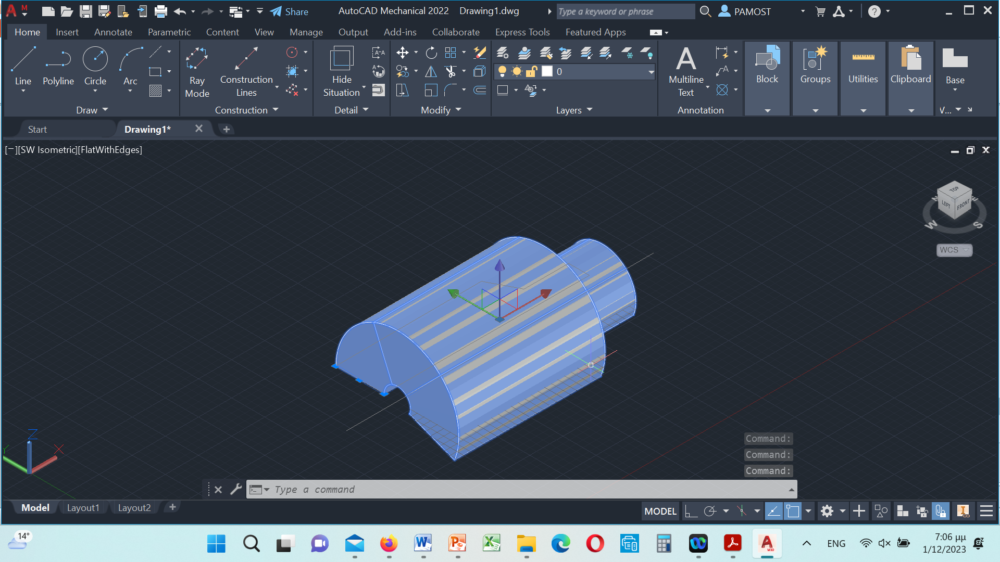 A M
Share
AutoCAD Mechanical 2022 Drawing1.dwg
Type a keyword or phrase
PAMOST
?
Home Insert Annotate Parametric Content View Manage Output Add-ins Collaborate Express Tools Featured Apps
Line
Polyline
Circle
Arc
Ray
Mode
Construction
Lines
Hide
Situation
0
A
Multiline
Text
Block
Groups
Utilities
Clipboard
Base
Draw
Construction
Detail
Modify
Layers
Annotation
V...
Start
Drawing1*
[−][SW Isometric][FlatWithEdges]
TOP
LEFT
FRONT
N
E
W
S
WCS
Z
X
Y
Command:
Command:
Command:
Type a command
Model Layout1 Layout2
MODEL
14°
ENG
7:06 μμ
1/12/2023